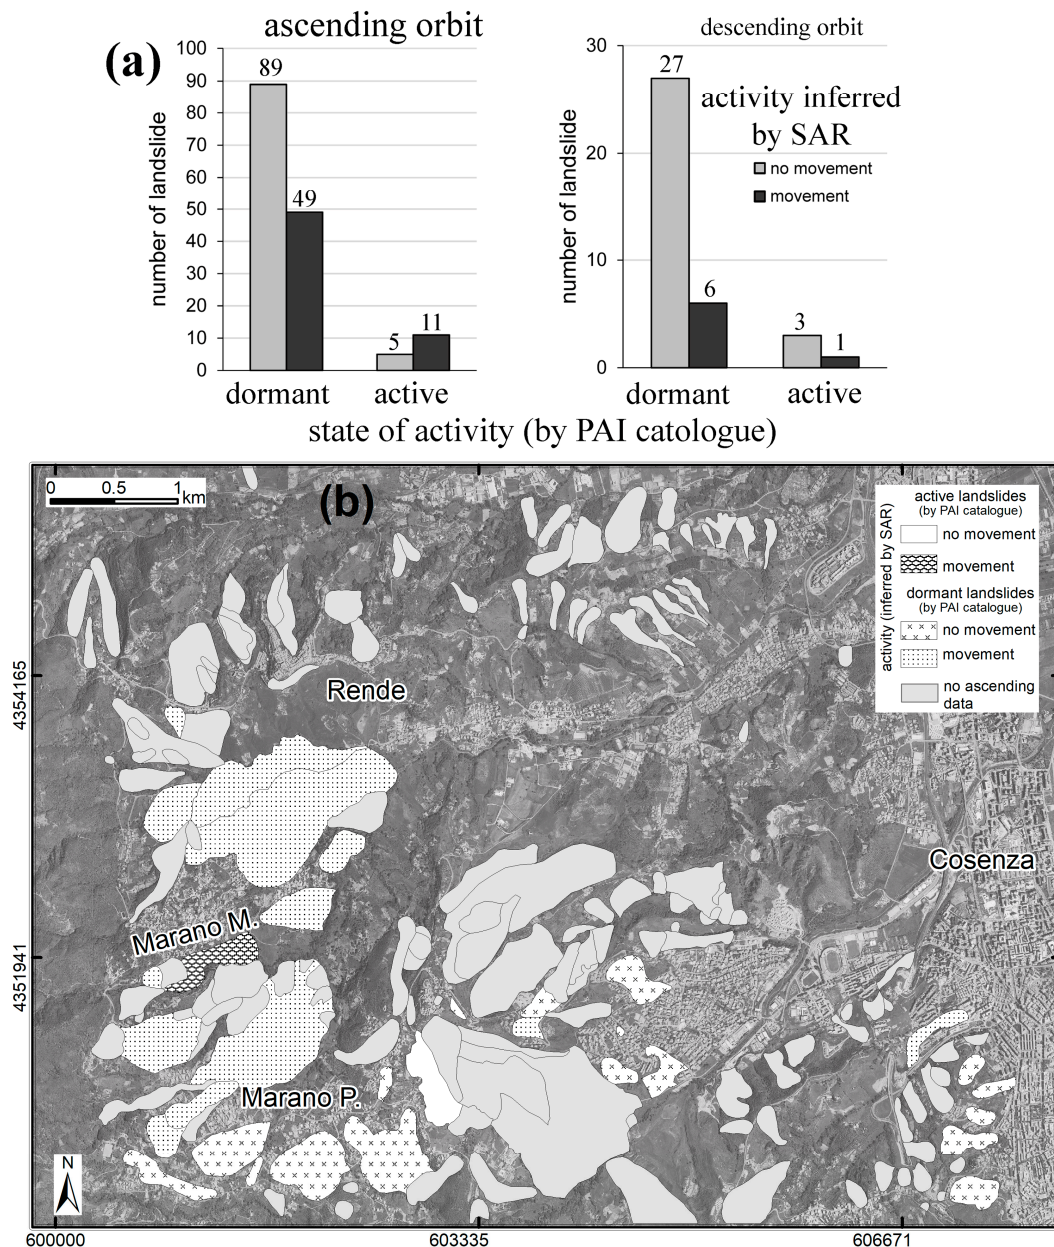 (a)
ascending orbit
number of landslide
100
90
80
70
60
50
40
30
20
10
0
89
49
5
11
dormant active
descending orbit
number of landslide
30
20
10
0
27
6
3
1
activity inferred
by SAR
no movement
movement
dormant active
state of activity (by PAI catologue)
(b)
0 0.5 1
km
active landslides
(by PAI catalogue)
no movement
movement
dormant landslides
(by PAI catalogue)
no movement
movement
no ascending
data
activity (inferred by SAR)
Rende
Cosenza
Marano M.
Marano P.
N
4354165
4351941
600000 603335 606671